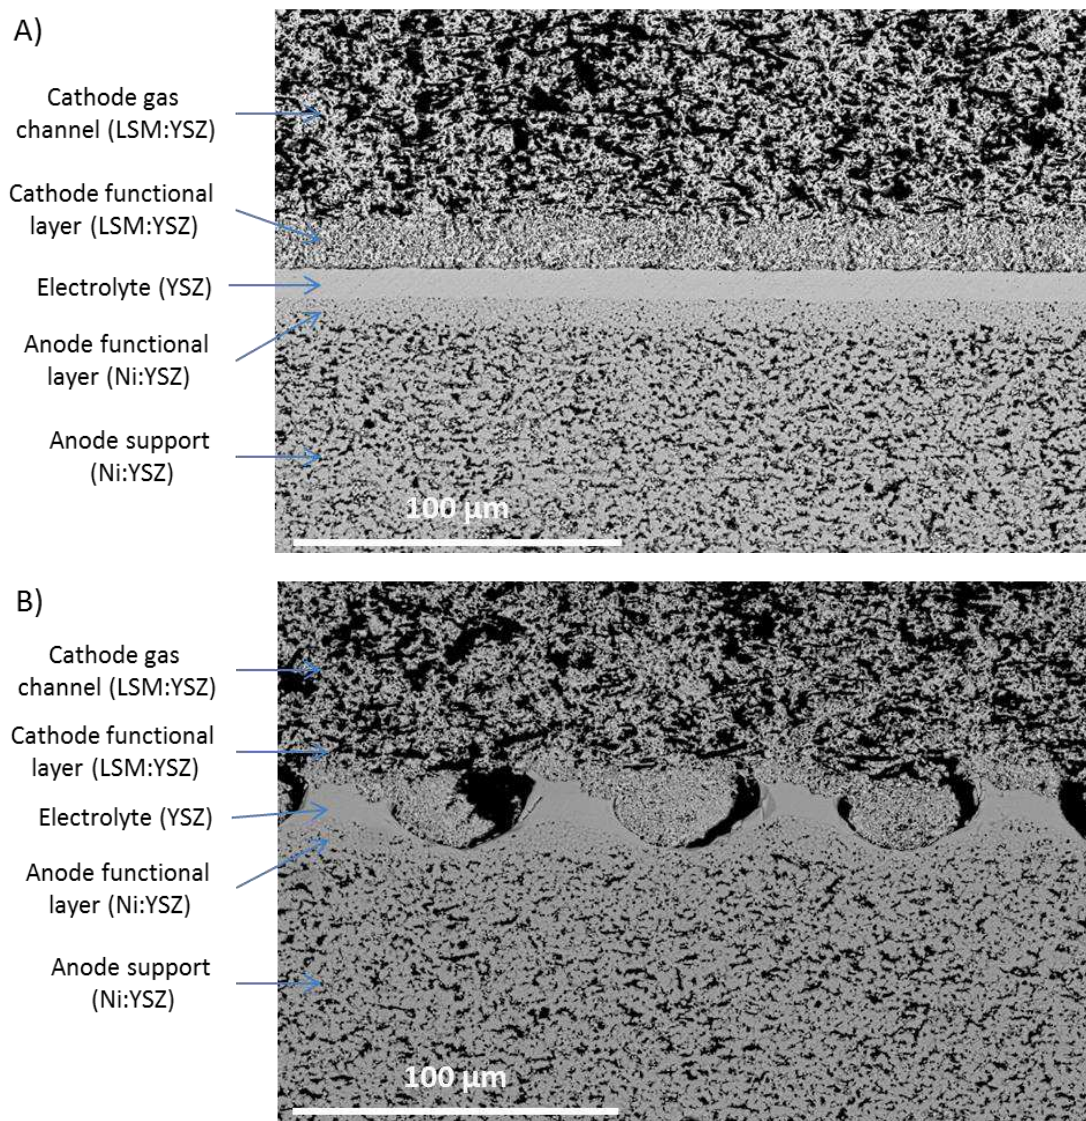 A)
Cathode gas
channel (LSM:YSZ)
Cathode functional
layer (LSM:YSZ)
Electrolyte (YSZ)
Anode functional
layer (Ni:YSZ)
Anode support
(Ni:YSZ)
100 µm
B)
Cathode gas
channel (LSM:YSZ)
Cathode functional
layer (LSM:YSZ)
Electrolyte (YSZ)
Anode functional
layer (Ni:YSZ)
Anode support
(Ni:YSZ)
100 µm